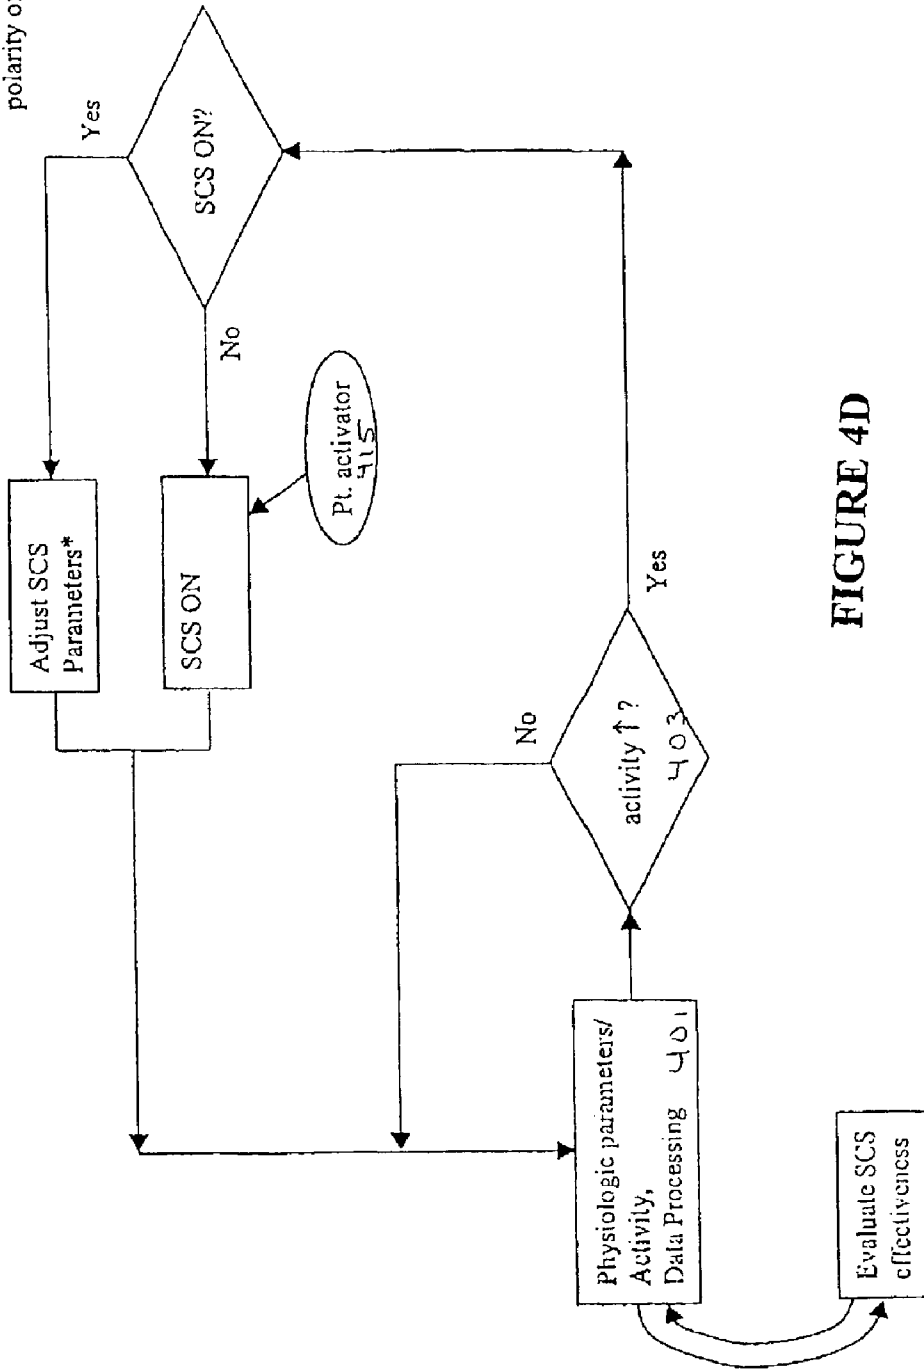 polarity o
Yes
SCS ON?
No
Adjust SCS
Parameters*
SCS ON
Pt. activator
415
No
Yes
activity ↑ ?
403
Physiologic parameters/
Activity,
Data Processing 401
Evaluate SCS
effectiveness
FIGURE 4D